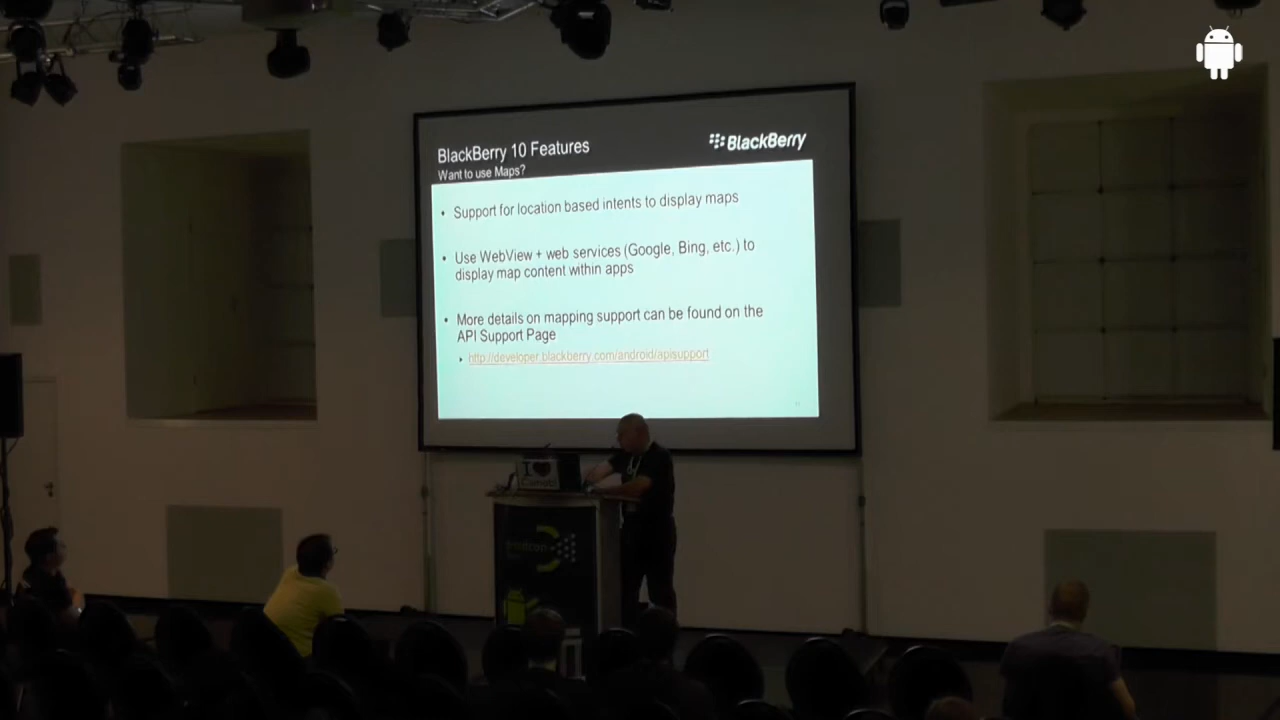 BlackBerry 10 Features
BlackBerry
Want to use Maps?
• Support for location based intents to display maps
• Use WebView + web services (Google, Bing, etc.) to
display map content within apps
• More details on mapping support can be found on the
API Support Page
http://developer.blackberry.com/android/apisupport
I